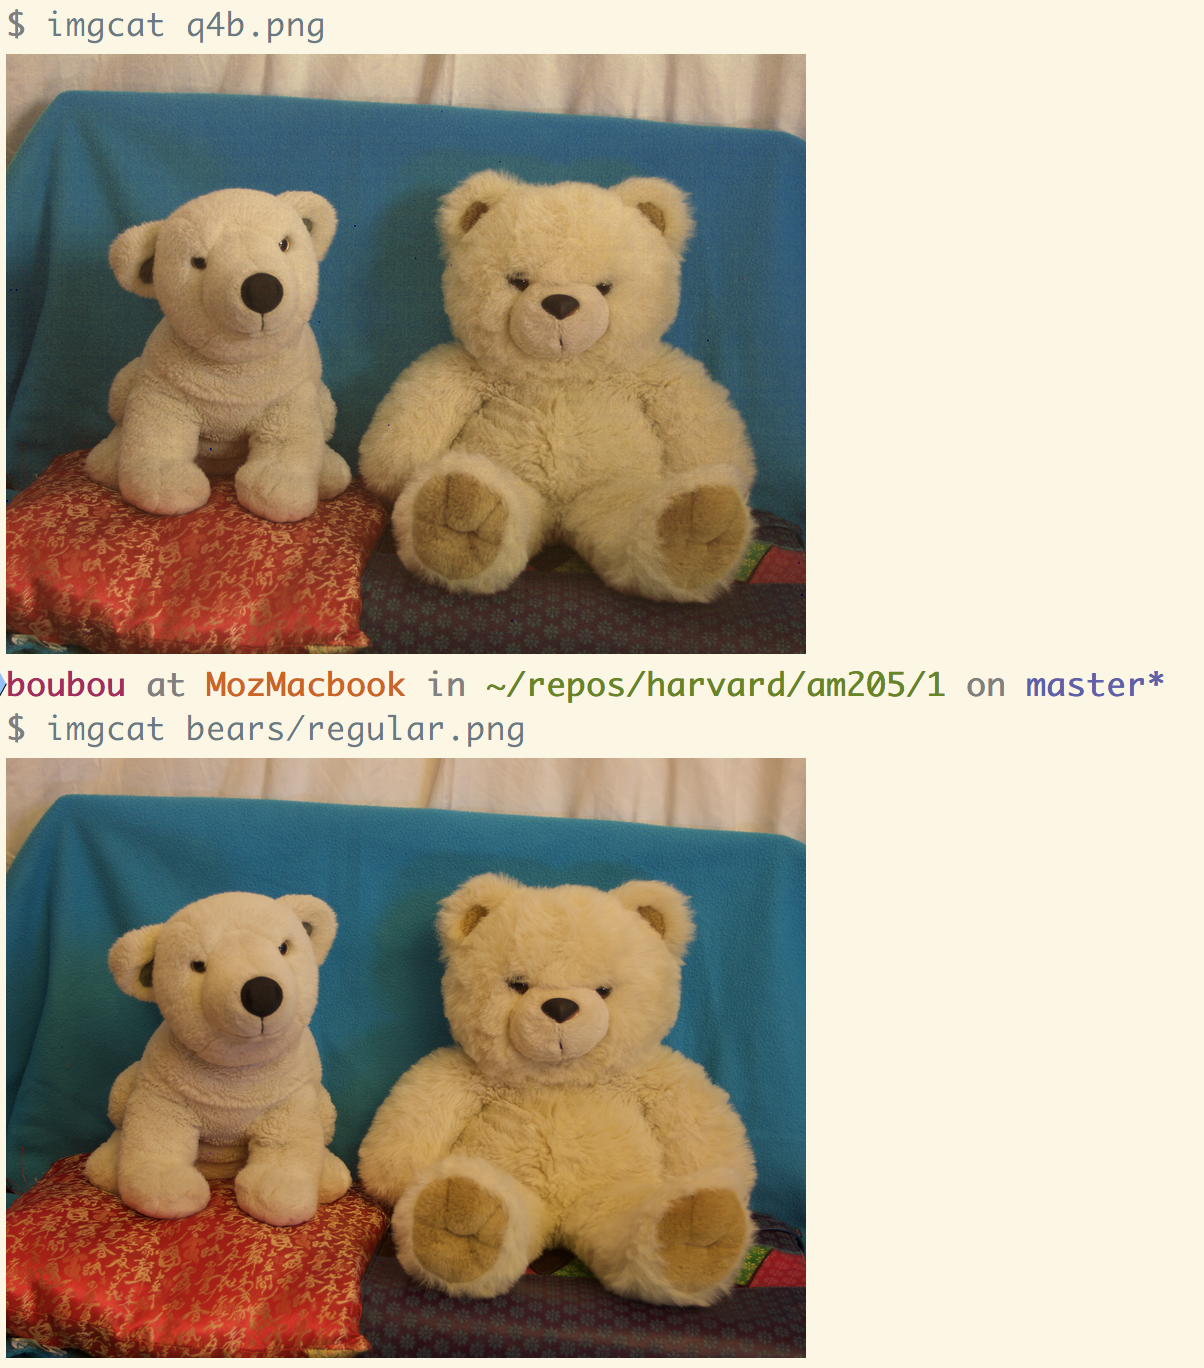 $ imgcat q4b.png
boubou at MozMacbook in ~/repos/harvard/am205/1 on master*
$ imgcat bears/regular.png